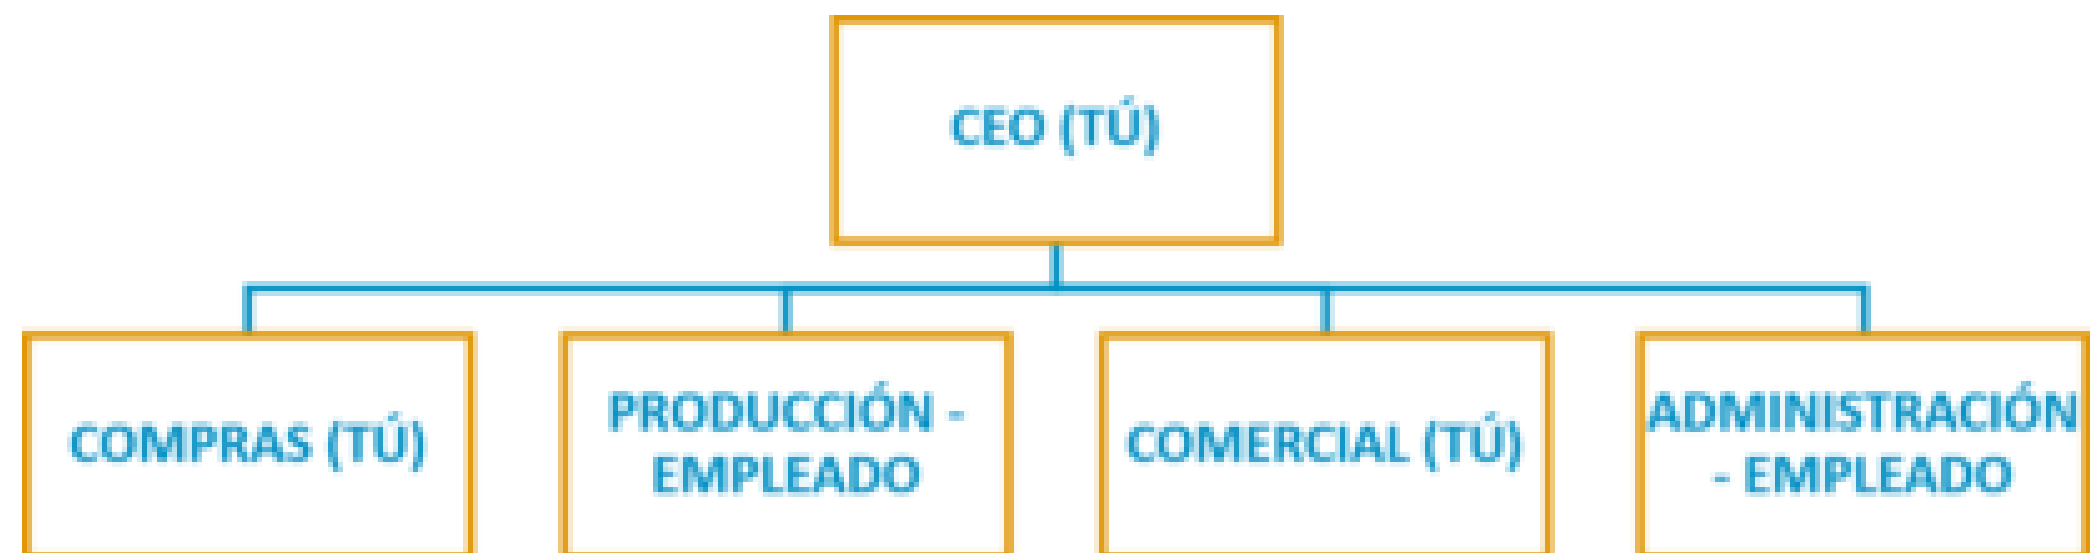 CEO (TÚ)
COMPRAS (TÚ)
PRODUCCIÓN -
EMPLEADO
COMERCIAL (TÚ)
ADMINISTRACIÓN
- EMPLEADO